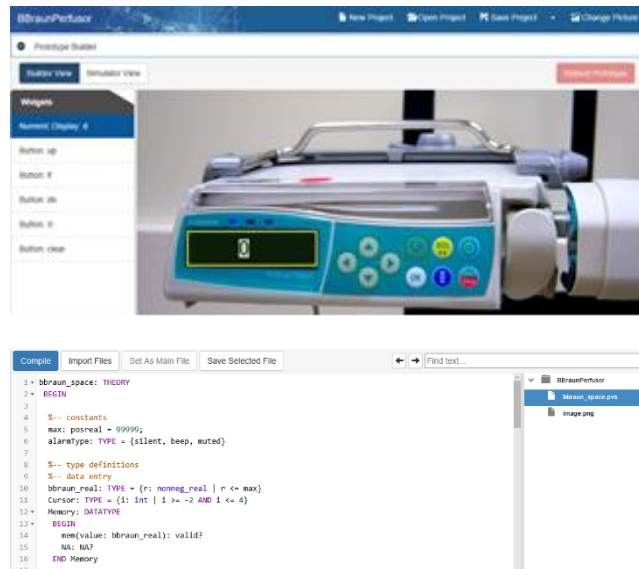 BBraunPerfusor New Project Open Project Save Project Change Picture
Prototype Builder
Builder View Simulator View Reload Prototype
Widgets
Numeric Display: d
Button: up
Button: lf
Button: dn
Button: clear
0
OK
Compile Import Files Set As Main File Save Selected File Find text...
1 bbraun_space: THEORY
2 BEGIN
3
4 %-- constants
5 max: posreal = 99999;
6 alarmType: TYPE = {silent, beep, muted}
7
8 %-- type definitions
9 %-- data entry
10 bbraun_real: TYPE = {r: nonneg_real | r <= max}
11 Cursor: TYPE = {i: int | i >= -2 AND i <= 4}
12 Memory: DATATYPE
13 BEGIN
14 mem(value: bbraun_real): valid?
15 NA: NA?
16 END Memory
BBraunPerfusor
bbraun_space.pvs
image.png